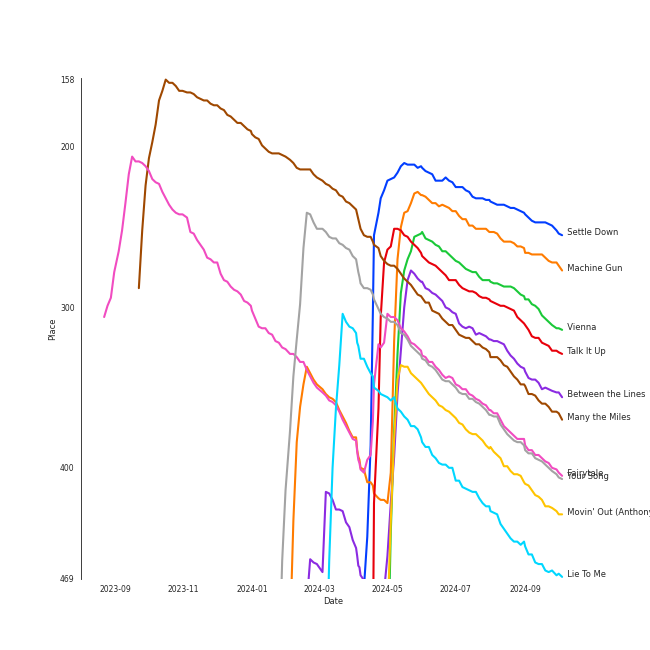 158
200
300
400
469
Place
2023-09
2023-11
2024-01
2024-03
2024-05
2024-07
2024-09
Date
Settle Down
Machine Gun
Vienna
Talk It Up
Between the Lines
Many the Miles
Fairytale
Your Song
Movin' Out (Anthony
Lie To Me